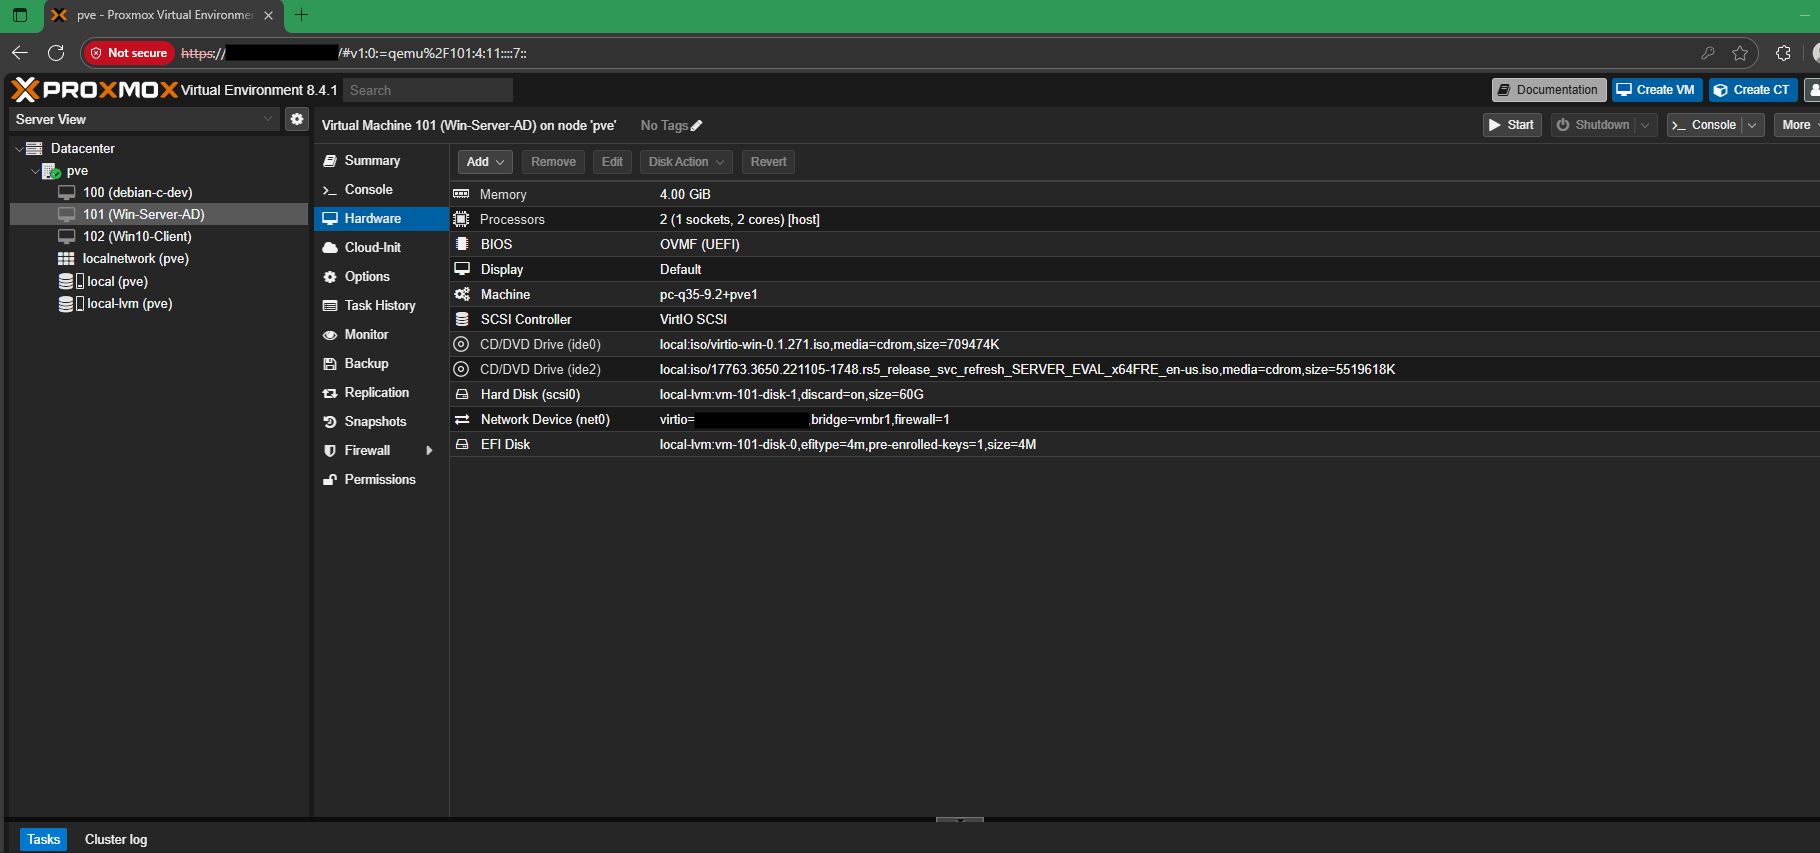 pve - Proxmox Virtual Environmen
Not secure https:// /#v1:0:=qemu%2F101:4:11::::7::
PROXMOX Virtual Environment 8.4.1 Search Documentation Create VM Create CT
Server View
Virtual Machine 101 (Win-Server-AD) on node 'pve' No Tags Start Shutdown Console More
Datacenter
pve
100 (debian-c-dev)
101 (Win-Server-AD)
102 (Win10-Client)
localnetwork (pve)
local (pve)
local-lvm (pve)
Summary
Console
Hardware
Cloud-Init
Options
Task History
Monitor
Backup
Replication
Snapshots
Firewall
Permissions
Add Remove Edit Disk Action Revert
Memory 4.00 GiB
Processors 2 (1 sockets, 2 cores) [host]
BIOS OVMF (UEFI)
Display Default
Machine pc-q35-9.2+pve1
SCSI Controller VirtIO SCSI
CD/DVD Drive (ide0) local:iso/virtio-win-0.1.271.iso,media=cdrom,size=709474K
CD/DVD Drive (ide2) local:iso/17763.3650.221105-1748.rs5_release_svc_refresh_SERVER_EVAL_x64FRE_en-us.iso,media=cdrom,size=5519618K
Hard Disk (scsi0) local-lvm:vm-101-disk-1,discard=on,size=60G
Network Device (net0) virtio= ,bridge=vmbr1,firewall=1
EFI Disk local-lvm:vm-101-disk-0,efitype=4m,pre-enrolled-keys=1,size=4M
Tasks Cluster log